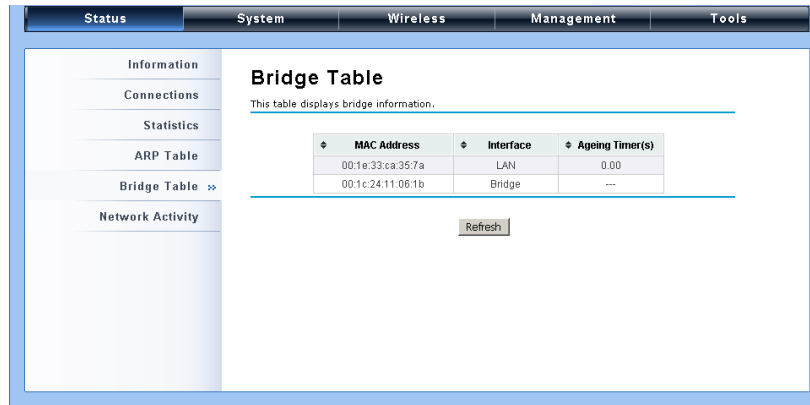 Status System Wireless Management Tools
Information
Connections
Statistics
ARP Table
Bridge Table »
Network Activity
Bridge Table
This table displays bridge information.
MAC Address Interface Ageing Timer(s)
00:1e:33:ca:35:7a LAN 0.00
00:1c:24:11:06:1b Bridge ---
Refresh